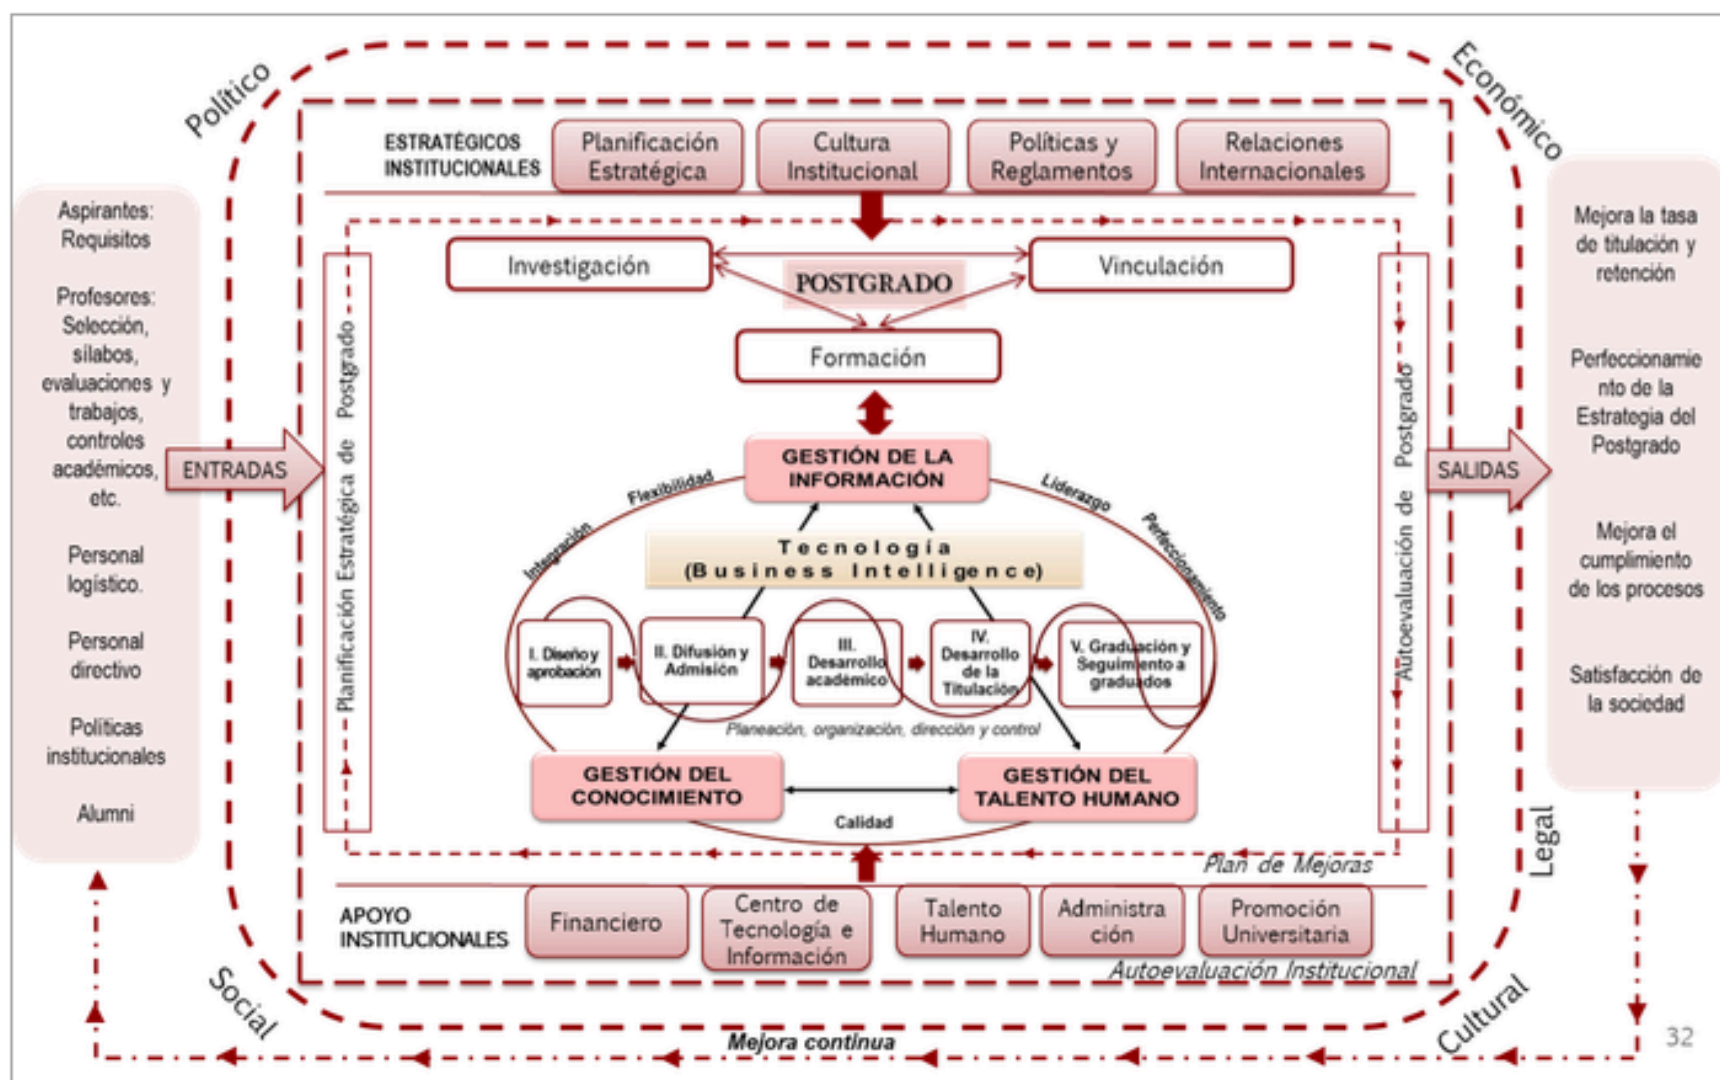 Político
Económico
ESTRATÉGICOS
INSTITUCIONALES
Planificación
Estratégica
Cultura
Institucional
Políticas y
Reglamentos
Relaciones
Internacionales
Aspirantes:
Requisitos
Profesores:
Selección,
sílabos,
evaluaciones y
trabajos,
controles
académicos,
etc.
Personal
logístico.
Personal
directivo
Políticas
institucionales
Alumni
ENTRADAS
Planificación Estratégica de Postgrado
Investigación
POSTGRADO
Vinculación
Formación
GESTIÓN DE LA
INFORMACIÓN
Integración
Flexibilidad
Liderazgo
Perfeccionamiento
Tecnología
(Business Intelligence)
I. Diseño y
aprobación
II. Difusión y
Admisión
III.
Desarrollo
académico
IV.
Desarrollo
de la
Titulación
V. Graduación y
Seguimiento a
graduados
Planeación, organización, dirección y control
GESTIÓN DEL
CONOCIMIENTO
GESTIÓN DEL
TALENTO HUMANO
Calidad
Plan de Mejoras
Autoevaluación de Postgrado
SALIDAS
Mejora la tasa
de titulación y
retención
Perfeccionamie
nto de la
Estrategia del
Postgrado
Mejora el
cumplimiento
de los procesos
Satisfacción de
la sociedad
APOYO
INSTITUCIONALES
Financiero
Centro de
Tecnología e
Información
Talento
Humano
Administra
ción
Promoción
Universitaria
Autoevaluación Institucional
Legal
Social
Cultural
Mejora contínua
32